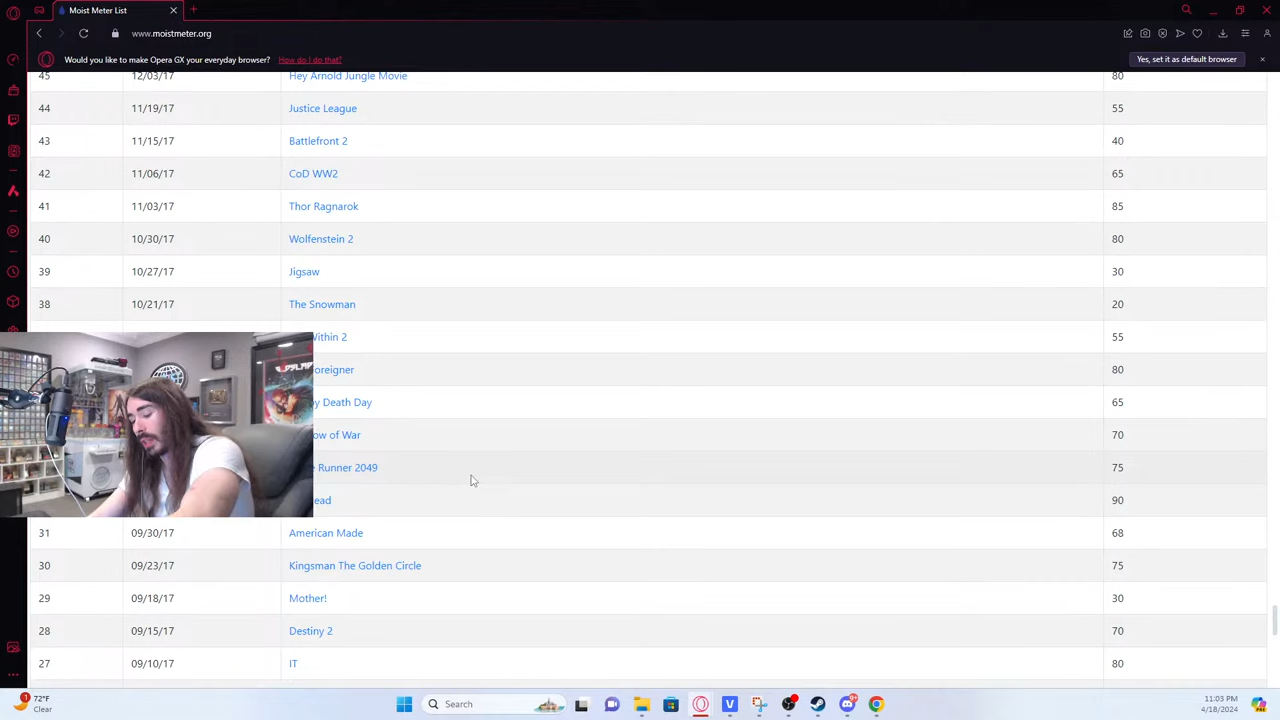 Moist Meter List
www.moistmeter.org
Would you like to make Opera GX your everyday browser? How do I do that? Yes, set it as default browser
45 12/03/17 Hey Arnold Jungle Movie 80
44 11/19/17 Justice League 55
43 11/15/17 Battlefront 2 40
42 11/06/17 CoD WW2 65
41 11/03/17 Thor Ragnarok 85
40 10/30/17 Wolfenstein 2 80
39 10/27/17 Jigsaw 30
38 10/21/17 The Snowman 20
Within 2 55
oreigner 80
y Death Day 65
ow of War 70
Runner 2049 75
ead 90
31 09/30/17 American Made 68
30 09/23/17 Kingsman The Golden Circle 75
29 09/18/17 Mother! 30
28 09/15/17 Destiny 2 70
27 09/10/17 IT 80
1 72°F
Clear
Search
11:03 PM
4/18/2024